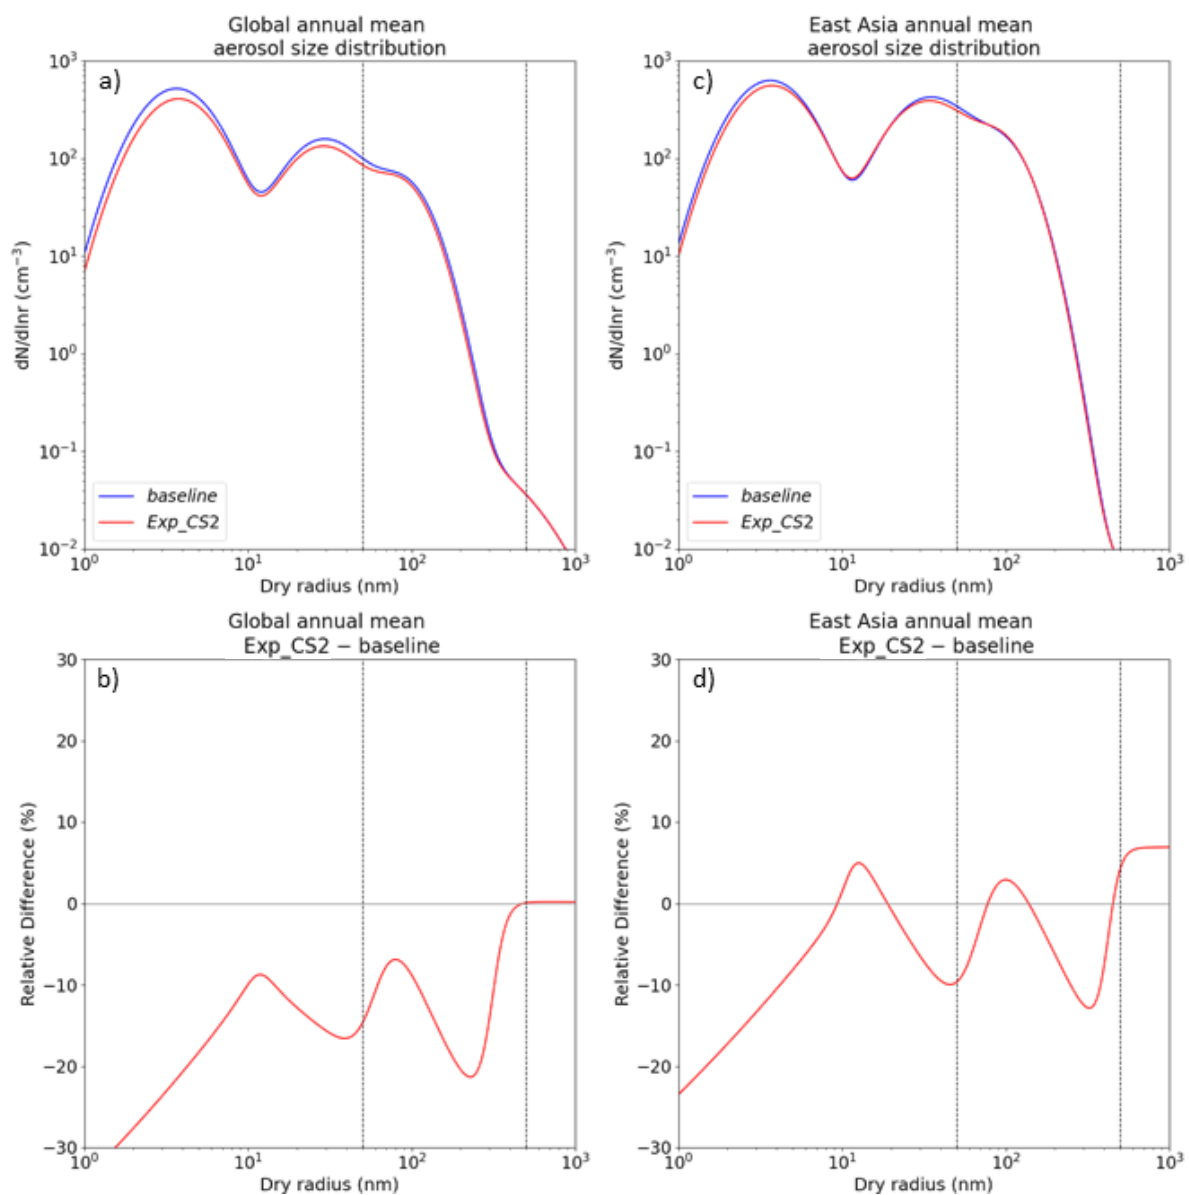 Global annual mean
aerosol size distribution
a)
10³
10²
10¹
10⁰
10⁻¹
10⁻²
dN/dlnr (cm⁻³)
baseline
Exp_CS2
10⁰ 10¹ 10² 10³
Dry radius (nm)
East Asia annual mean
aerosol size distribution
c)
10³
10²
10¹
10⁰
10⁻¹
10⁻²
dN/dlnr (cm⁻³)
baseline
Exp_CS2
10⁰ 10¹ 10² 10³
Dry radius (nm)
Global annual mean
Exp_CS2 − baseline
b)
30
20
10
0
−10
−20
−30
Relative Difference (%)
10⁰ 10¹ 10² 10³
Dry radius (nm)
East Asia annual mean
Exp_CS2 − baseline
d)
30
20
10
0
−10
−20
−30
Relative Difference (%)
10⁰ 10¹ 10² 10³
Dry radius (nm)